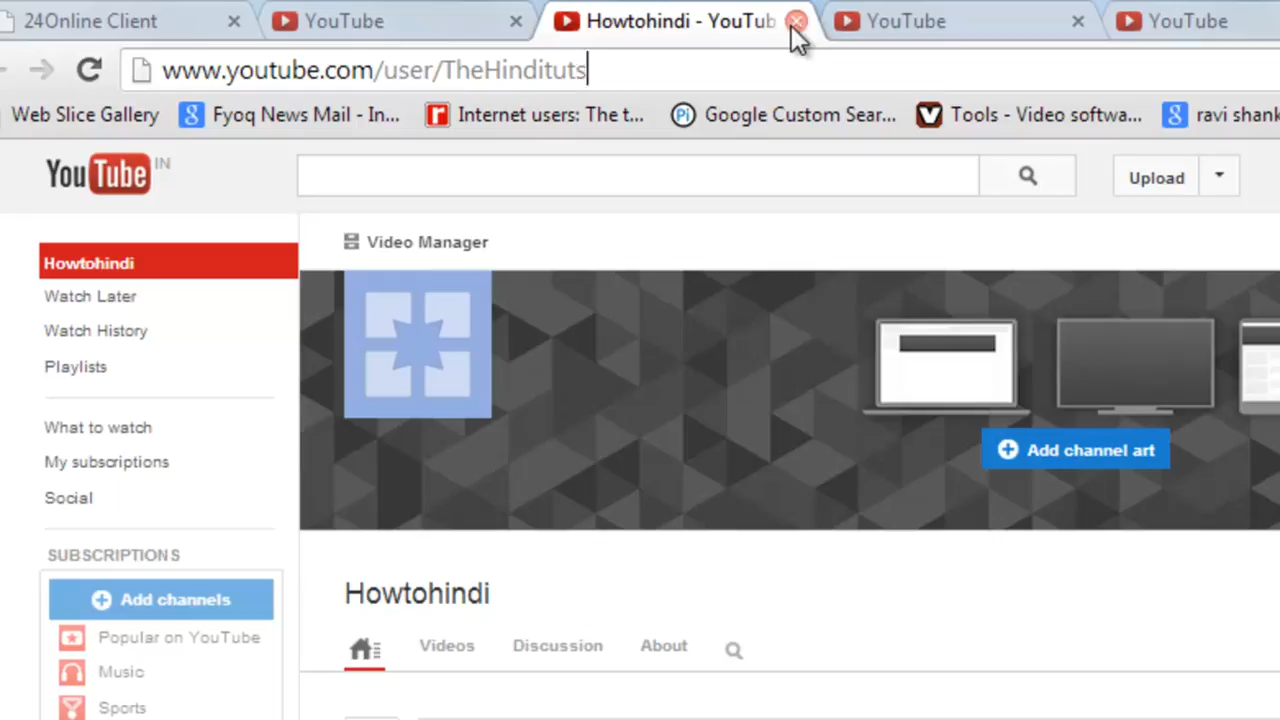 24Online Client
YouTube
Howtohindi - YouTub
YouTube
YouTube
www.youtube.com/user/TheHindituts
Web Slice Gallery
Fyoq News Mail - In...
Internet users: The t...
Google Custom Sear...
Tools - Video softwa...
ravi shank
YouTube IN
Upload
Howtohindi
Watch Later
Watch History
Playlists
What to watch
My subscriptions
Social
SUBSCRIPTIONS
Add channels
Popular on YouTube
Music
Sports
Video Manager
Add channel art
Howtohindi
Videos
Discussion
About